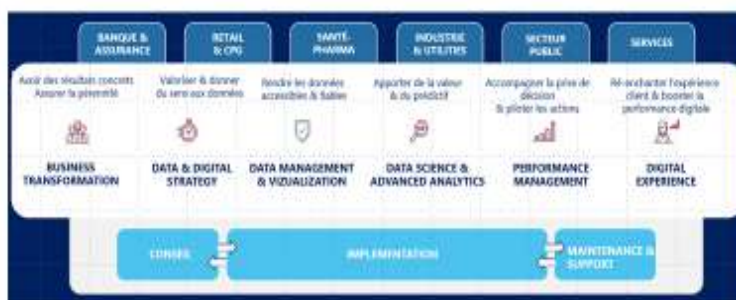 BANQUE &
ASSURANCE
RETAIL
& CPG
SANTÉ-
PHARMA
INDUSTRIE
& UTILITIES
SECTEUR
PUBLIC
SERVICES
Avoir des résultats concrets
Assurer la pérennité
Valoriser & donner
du sens aux données
Rendre les données
accessibles & fiables
Apporter de la valeur
& du prédictif
Accompagner la prise de
décision
& piloter les actions
Ré-enchanter l'expérience
client & booster la
performance digitale
BUSINESS
TRANSFORMATION
DATA & DIGITAL
STRATEGY
DATA MANAGEMENT
& VIZUALIZATION
DATA SCIENCE &
ADVANCED ANALYTICS
PERFORMANCE
MANAGEMENT
DIGITAL
EXPERIENCE
CONSEIL
IMPLEMENTATION
MAINTENANCE &
SUPPORT